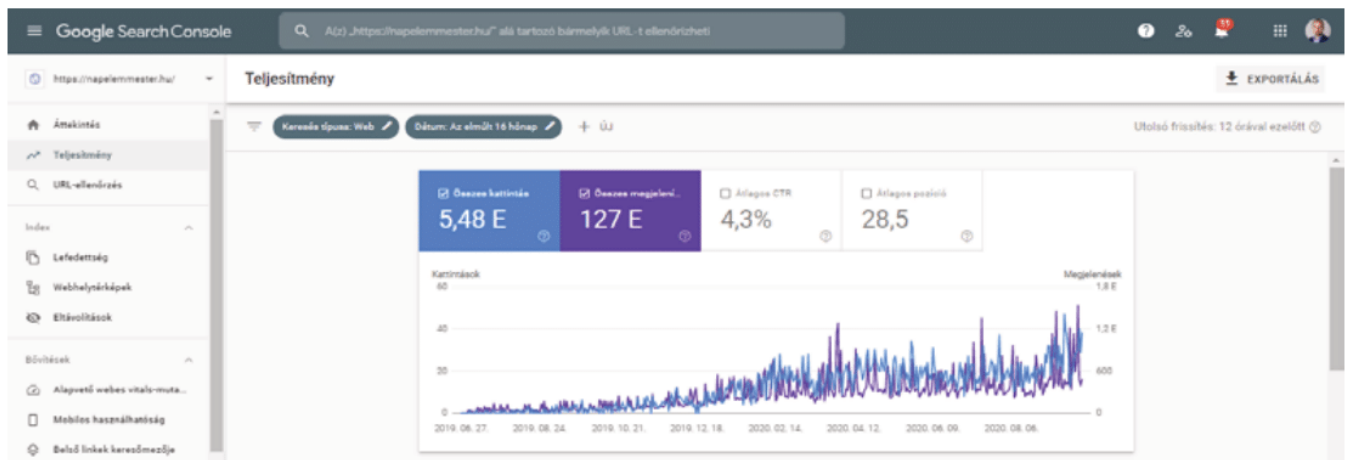 Google Search Console
A(z) „https://napelemmester.hu/” alá tartozó bármelyik URL-t ellenőrizheti
https://napelemmester.hu/
Teljesítmény
EXPORTÁLÁS
Áttekintés
Teljesítmény
URL-ellenőrzés
Index
Lefedettség
Webhelytérképek
Eltávolítások
Bővítések
Alapvető webes vitals-muta...
Mobilos használhatóság
Belső linkek keresőmezője
Keresés típusa: Web
Dátum: Az elmúlt 16 hónap
+ ÚJ
Utolsó frissítés: 12 órával ezelőtt
Összes kattintás
5,48 E
Összes megjelení...
127 E
Átlagos CTR
4,3%
Átlagos pozíció
28,5
Kattintások
Megjelenések
60
40
20
0
1,8 E
1,2 E
600
0
2019. 06. 27.
2019. 08. 24.
2019. 10. 21.
2019. 12. 18.
2020. 02. 14.
2020. 04. 12.
2020. 06. 09.
2020. 08. 06.